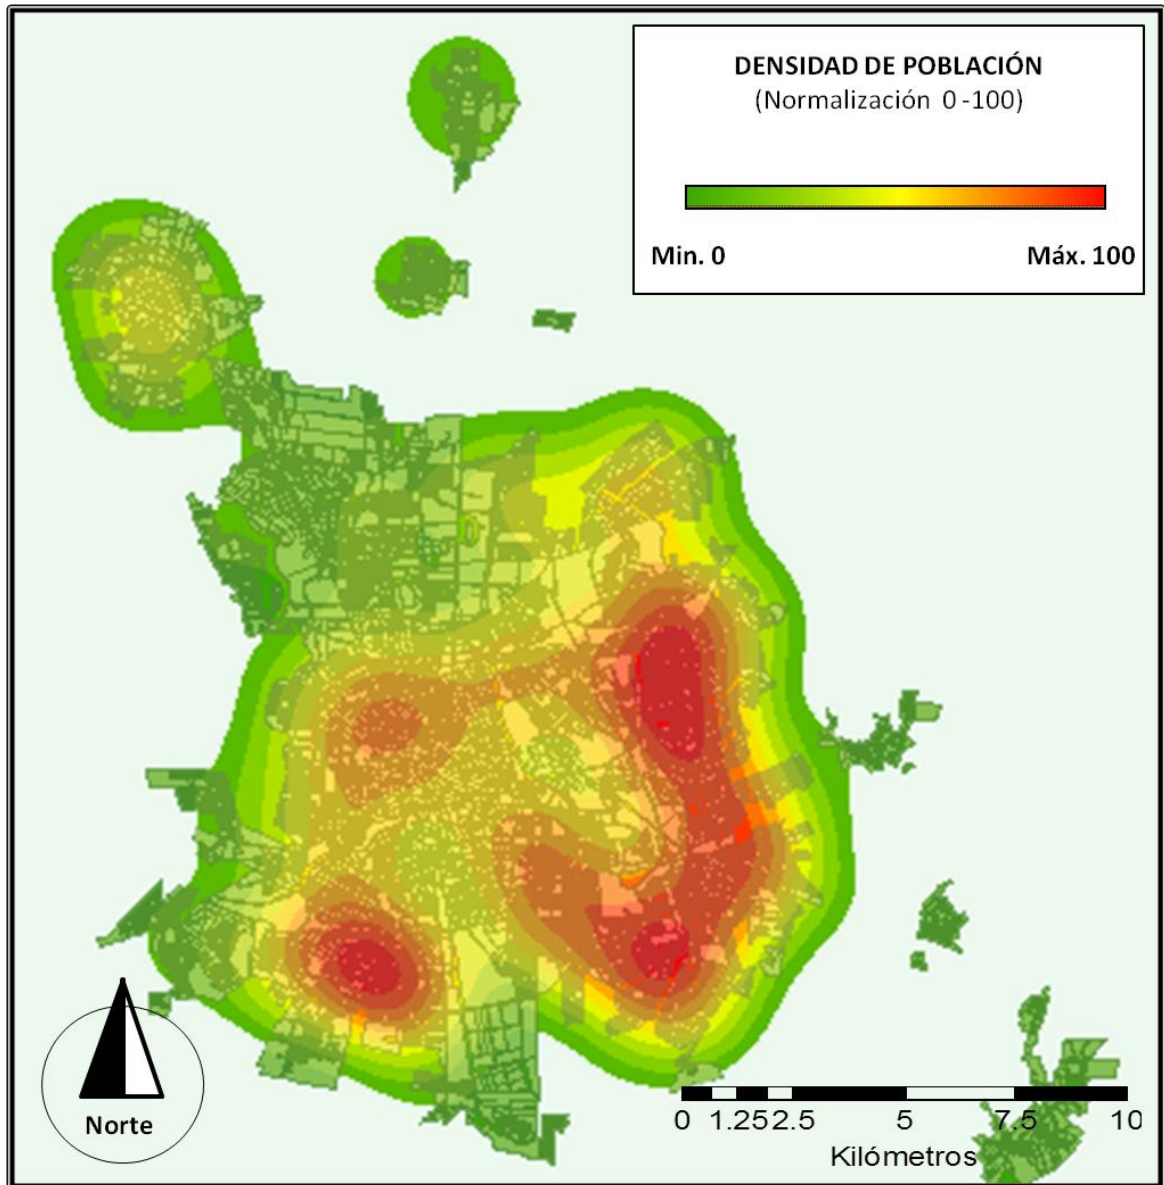 DENSIDAD DE POBLACIÓN
(Normalización 0 -100)
Min. 0 Máx. 100
Norte
0 1.25 2.5 5 7.5 10
Kilómetros